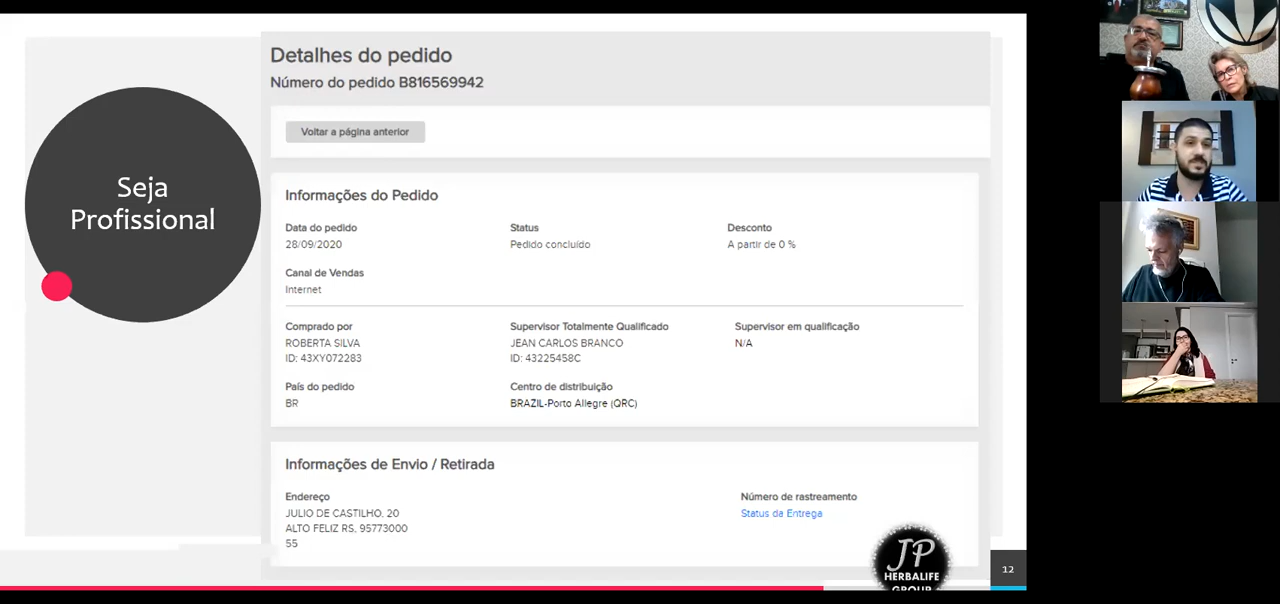 Seja
Profissional
Detalhes do pedido
Número do pedido B816569942
Voltar a página anterior
Informações do Pedido
Data do pedido
28/09/2020
Status
Pedido concluído
Desconto
A partir de 0 %
Canal de Vendas
Internet
Comprado por
ROBERTA SILVA
ID: 43XY072283
Supervisor Totalmente Qualificado
JEAN CARLOS BRANCO
ID: 43225458C
Supervisor em qualificação
N/A
País do pedido
BR
Centro de distribuição
BRAZIL-Porto Allegre (QRC)
Informações de Envio / Retirada
Endereço
JULIO DE CASTILHO, 20
ALTO FELIZ RS, 95773000
55
Número de rastreamento
Status da Entrega
JP
HERBALIFE
GROUP
12